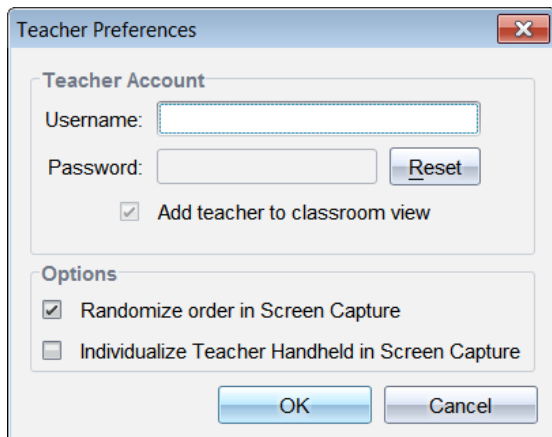 Teacher Preferences
Teacher Account
Username:
Password:
Reset
Add teacher to classroom view
Options
Randomize order in Screen Capture
Individualize Teacher Handheld in Screen Capture
OK
Cancel